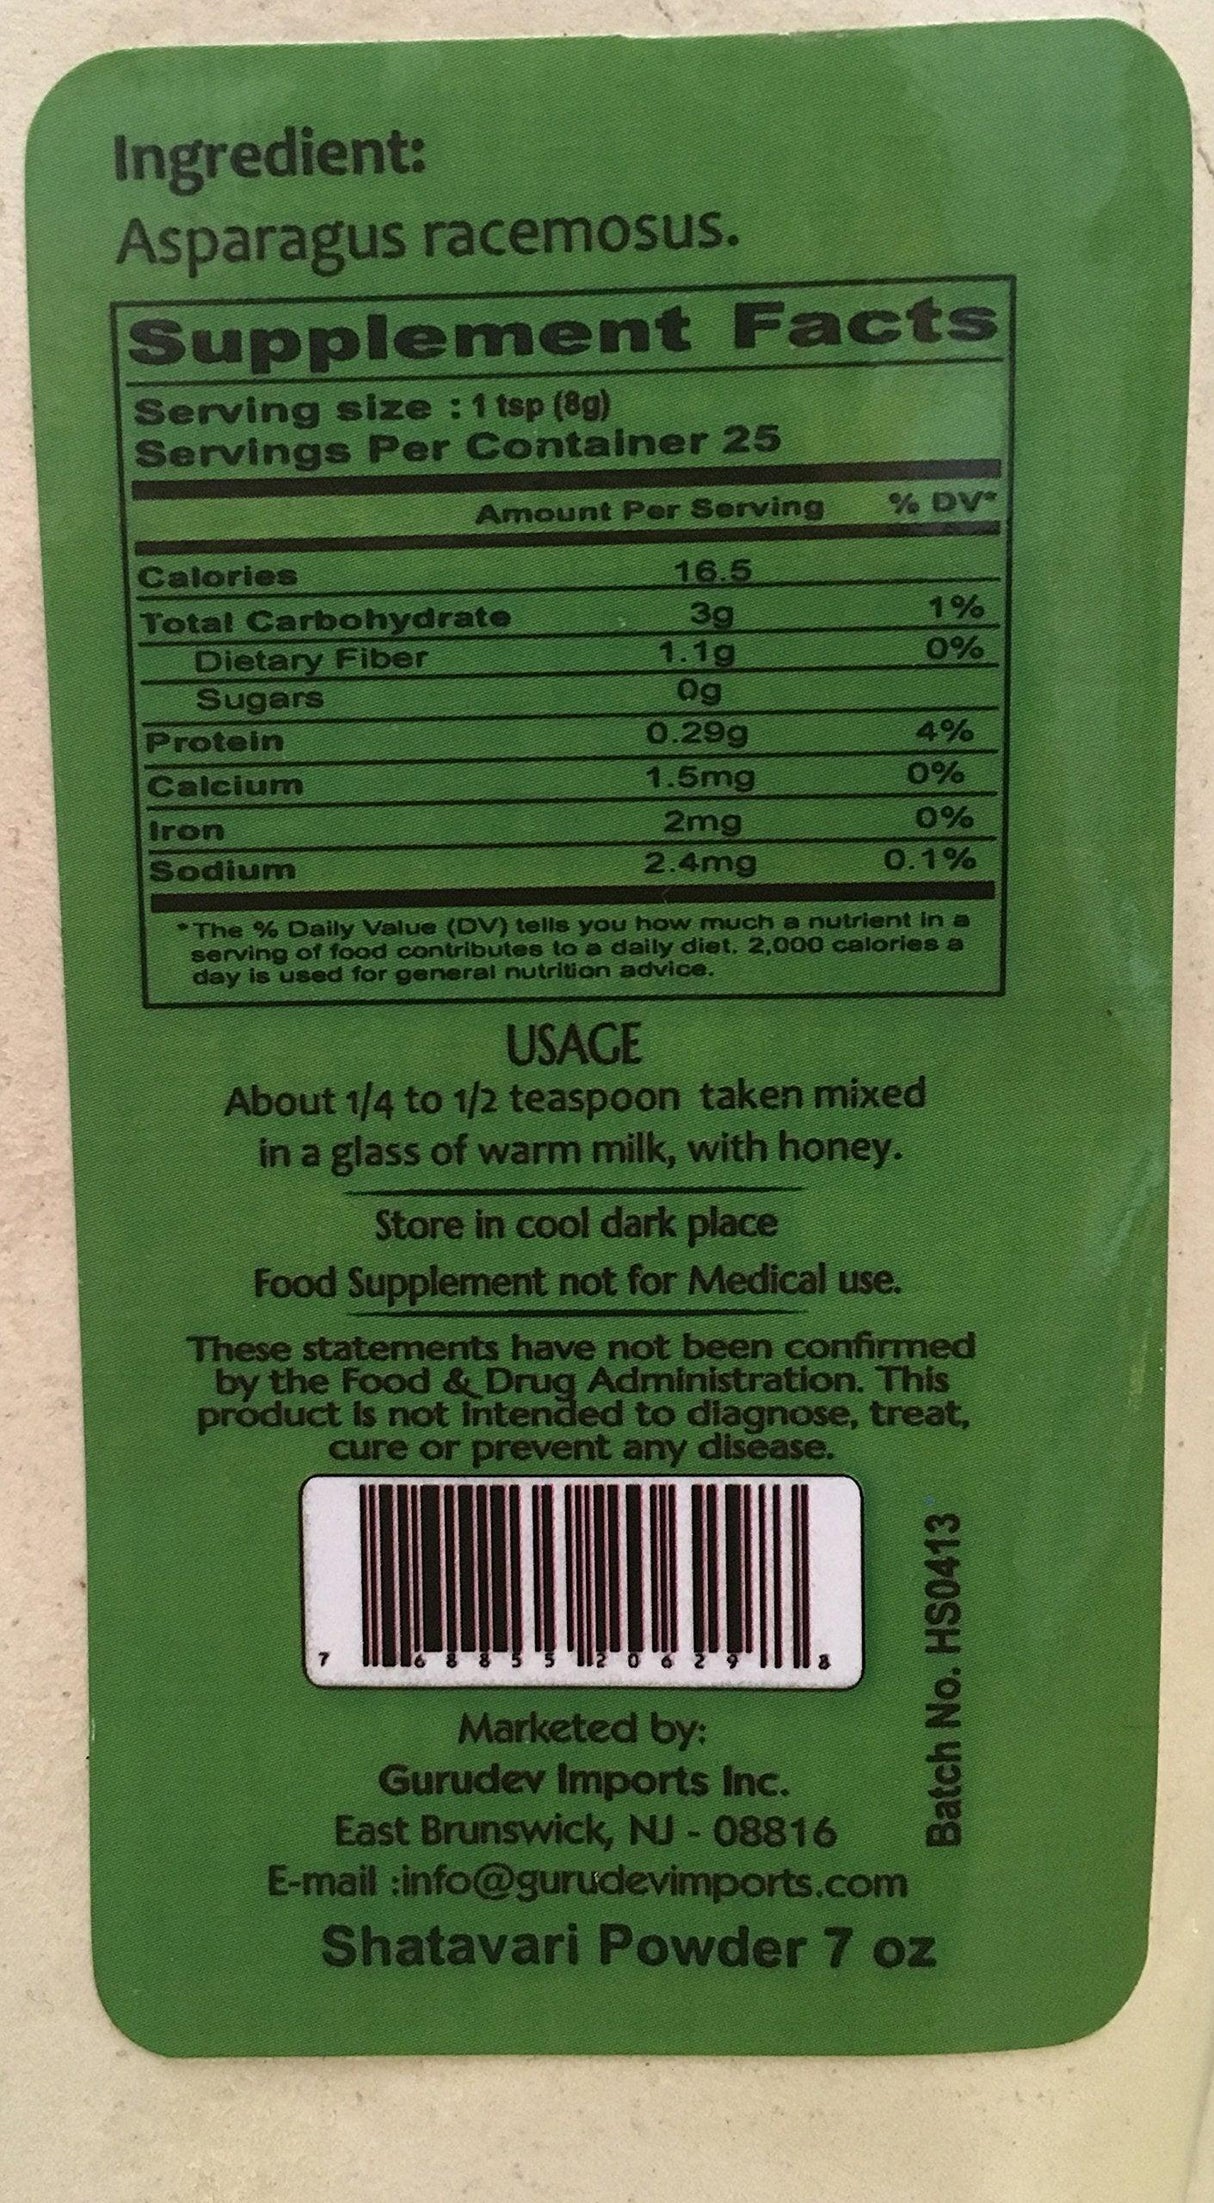 Ingredient:
Asparagus racemosus.
Supplement Facts
Serving size : 1 tsp (8g)
Servings Per Container 25
Amount Per Serving % DV*
Calories 16.5
Total Carbohydrate 3g 1%
Dietary Fiber 1.1g 0%
Sugars 0g
Protein 0.29g 4%
Calcium 1.5mg 0%
Iron 2mg 0%
Sodium 2.4mg 0.1%
*The % Daily Value (DV) tells you how much a nutrient in a
serving of food contributes to a daily diet. 2,000 calories a
day is used for general nutrition advice.
USAGE
About 1/4 to 1/2 teaspoon taken mixed
in a glass of warm milk, with honey.
Store in cool dark place
Food Supplement not for Medical use.
These statements have not been confirmed
by the Food & Drug Administration. This
product is not intended to diagnose, treat,
cure or prevent any disease.
7 68855 20629 8
Batch No. HS0413
Marketed by:
Gurudev Imports Inc.
East Brunswick, NJ - 08816
E-mail :info@gurudevimports.com
Shatavari Powder 7 oz